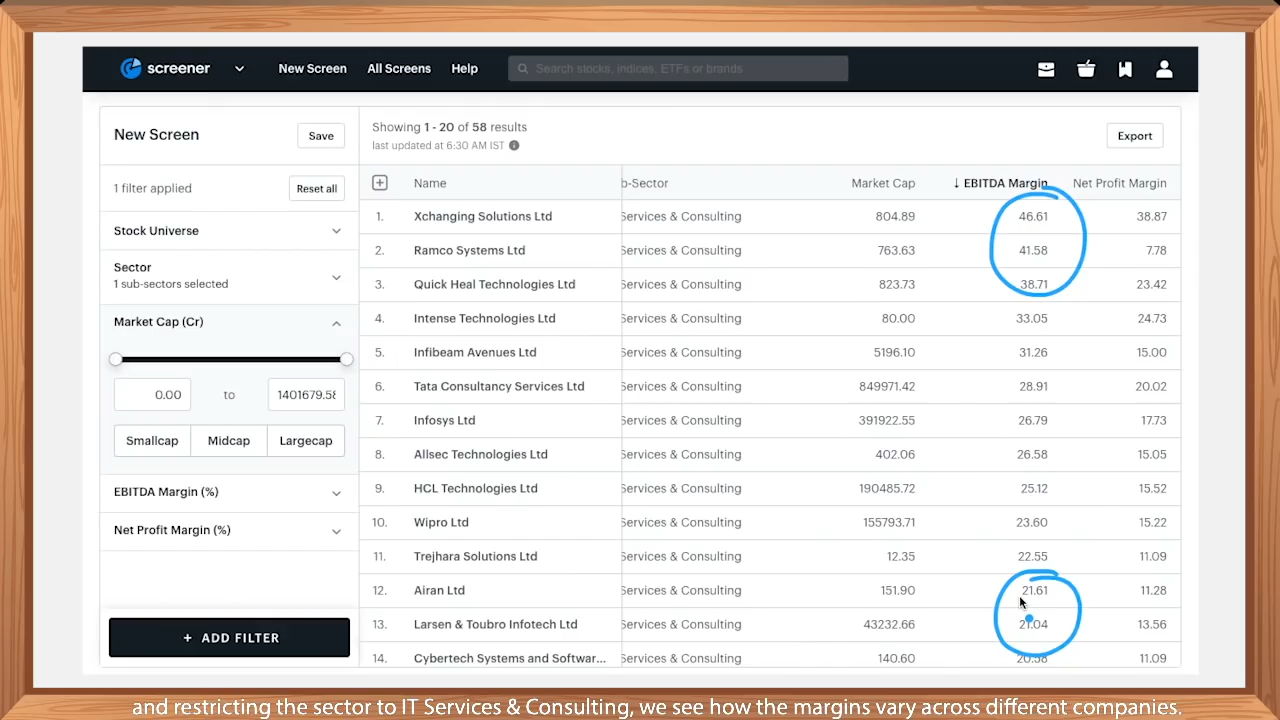 screener
New Screen
All Screens
Help
Search stocks, indices, ETFs or brands
New Screen
Save
1 filter applied
Reset all
Stock Universe
Sector
1 sub-sectors selected
Market Cap (Cr)
0.00 to 1401679.58
Smallcap Midcap Largecap
EBITDA Margin (%)
Net Profit Margin (%)
+ ADD FILTER
Showing 1 - 20 of 58 results
last updated at 6:30 AM IST
Export
Name b-Sector Market Cap ↓ EBITDA Margin Net Profit Margin
1. Xchanging Solutions Ltd Services & Consulting 804.89 46.61 38.87
2. Ramco Systems Ltd Services & Consulting 763.63 41.58 7.78
3. Quick Heal Technologies Ltd Services & Consulting 823.73 38.71 23.42
4. Intense Technologies Ltd Services & Consulting 80.00 33.05 24.73
5. Infibeam Avenues Ltd Services & Consulting 5196.10 31.26 15.00
6. Tata Consultancy Services Ltd Services & Consulting 849971.42 28.91 20.02
7. Infosys Ltd Services & Consulting 391922.55 26.79 17.73
8. Allsec Technologies Ltd Services & Consulting 402.06 26.58 15.05
9. HCL Technologies Ltd Services & Consulting 190485.72 25.12 15.52
10. Wipro Ltd Services & Consulting 155793.71 23.60 15.22
11. Trejhara Solutions Ltd Services & Consulting 12.35 22.55 11.09
12. Airan Ltd Services & Consulting 151.90 21.61 11.28
13. Larsen & Toubro Infotech Ltd Services & Consulting 43232.66 21.04 13.56
14. Cybertech Systems and Softwar... Services & Consulting 140.60 20.58 11.09
and restricting the sector to IT Services & Consulting, we see how the margins vary across different companies.